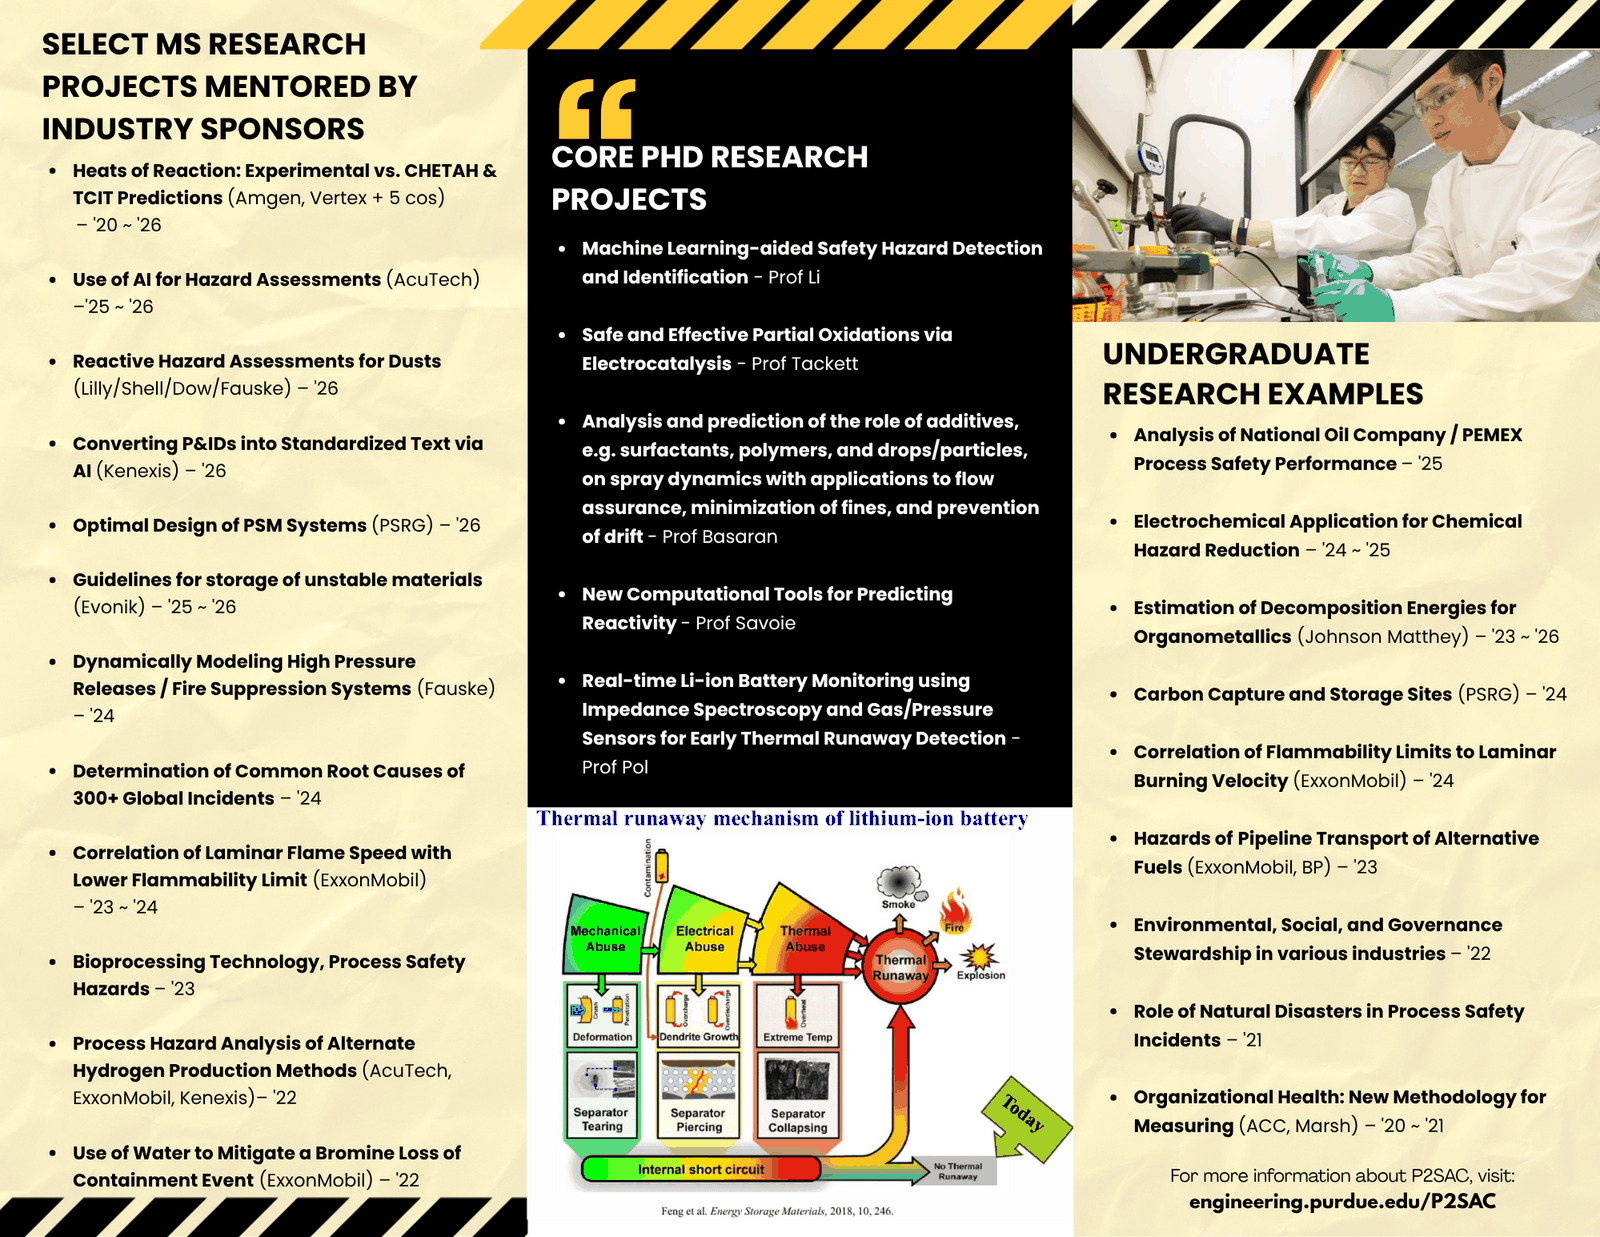 SELECT MS RESEARCH
PROJECTS MENTORED BY
INDUSTRY SPONSORS
• Heats of Reaction: Experimental vs. CHETAH &
TCIT Predictions (Amgen, Vertex + 5 cos)
– '20 ~ '26
• Use of AI for Hazard Assessments (AcuTech)
–'25 ~ '26
• Reactive Hazard Assessments for Dusts
(Lilly/Shell/Dow/Fauske) – '26
• Converting P&IDs into Standardized Text via
AI (Kenexis) – '26
• Optimal Design of PSM Systems (PSRG) – '26
• Guidelines for storage of unstable materials
(Evonik) – '25 ~ '26
• Dynamically Modeling High Pressure
Releases / Fire Suppression Systems (Fauske)
– '24
• Determination of Common Root Causes of
300+ Global Incidents – '24
• Correlation of Laminar Flame Speed with
Lower Flammability Limit (ExxonMobil)
– '23 ~ '24
• Bioprocessing Technology, Process Safety
Hazards – '23
• Process Hazard Analysis of Alternate
Hydrogen Production Methods (AcuTech,
ExxonMobil, Kenexis)– '22
• Use of Water to Mitigate a Bromine Loss of
Containment Event (ExxonMobil) – '22
“
CORE PHD RESEARCH
PROJECTS
• Machine Learning-aided Safety Hazard Detection
and Identification - Prof Li
• Safe and Effective Partial Oxidations via
Electrocatalysis - Prof Tackett
• Analysis and prediction of the role of additives,
e.g. surfactants, polymers, and drops/particles,
on spray dynamics with applications to flow
assurance, minimization of fines, and prevention
of drift - Prof Basaran
• New Computational Tools for Predicting
Reactivity - Prof Savoie
• Real-time Li-ion Battery Monitoring using
Impedance Spectroscopy and Gas/Pressure
Sensors for Early Thermal Runaway Detection -
Prof Pol
Thermal runaway mechanism of lithium-ion battery
Contamination
Mechanical
Abuse
Electrical
Abuse
Thermal
Abuse
Smoke
Fire
Explosion
Thermal
Runaway
Crush
Penetration
Deformation
Overcharge
Overdischarge
Dendrite Growth
Overheat
Extreme Temp
Separator
Tearing
Separator
Piercing
Separator
Collapsing
Internal short circuit
No Thermal
Runaway
Today
Feng et al. Energy Storage Materials, 2018, 10, 246.
UNDERGRADUATE
RESEARCH EXAMPLES
• Analysis of National Oil Company / PEMEX
Process Safety Performance – '25
• Electrochemical Application for Chemical
Hazard Reduction – '24 ~ '25
• Estimation of Decomposition Energies for
Organometallics (Johnson Matthey) – '23 ~ '26
• Carbon Capture and Storage Sites (PSRG) – '24
• Correlation of Flammability Limits to Laminar
Burning Velocity (ExxonMobil) – '24
• Hazards of Pipeline Transport of Alternative
Fuels (ExxonMobil, BP) – '23
• Environmental, Social, and Governance
Stewardship in various industries – '22
• Role of Natural Disasters in Process Safety
Incidents – '21
• Organizational Health: New Methodology for
Measuring (ACC, Marsh) – '20 ~ '21
For more information about P2SAC, visit:
engineering.purdue.edu/P2SAC